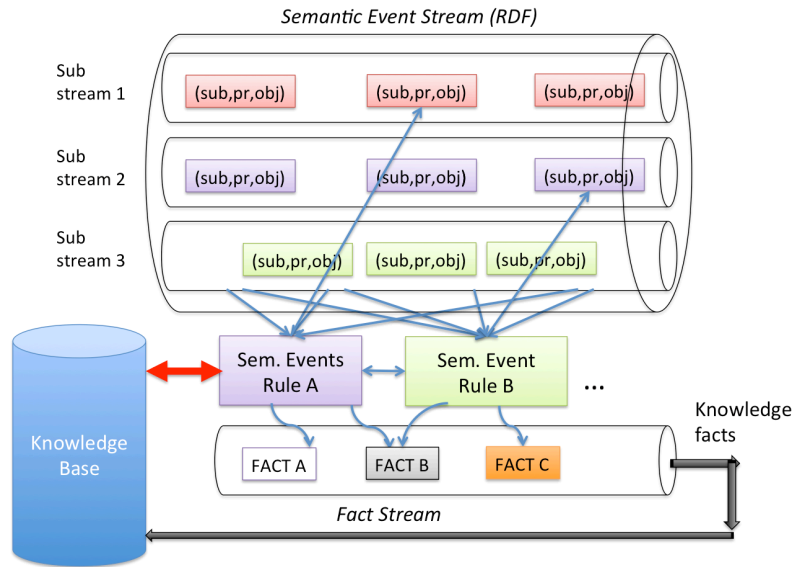 Semantic Event Stream (RDF)
Sub
stream 1
(sub,pr,obj)
(sub,pr,obj)
(sub,pr,obj)
Sub
stream 2
(sub,pr,obj)
(sub,pr,obj)
(sub,pr,obj)
Sub
stream 3
(sub,pr,obj)
(sub,pr,obj)
(sub,pr,obj)
Knowledge
Base
Sem. Events
Rule A
Sem. Event
Rule B
...
Knowledge
facts
FACT A
FACT B
FACT C
Fact Stream